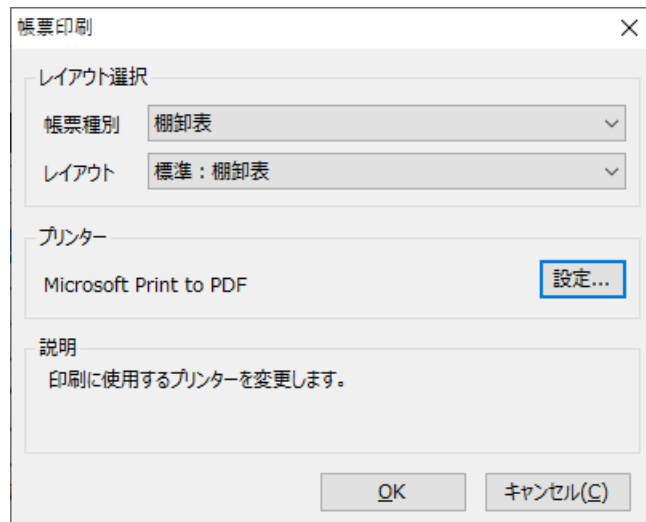 帳票印刷
レイアウト選択
帳票種別 棚卸表
レイアウト 標準：棚卸表
プリンター
Microsoft Print to PDF 設定...
説明
印刷に使用するプリンターを変更します。
OK キャンセル(C)